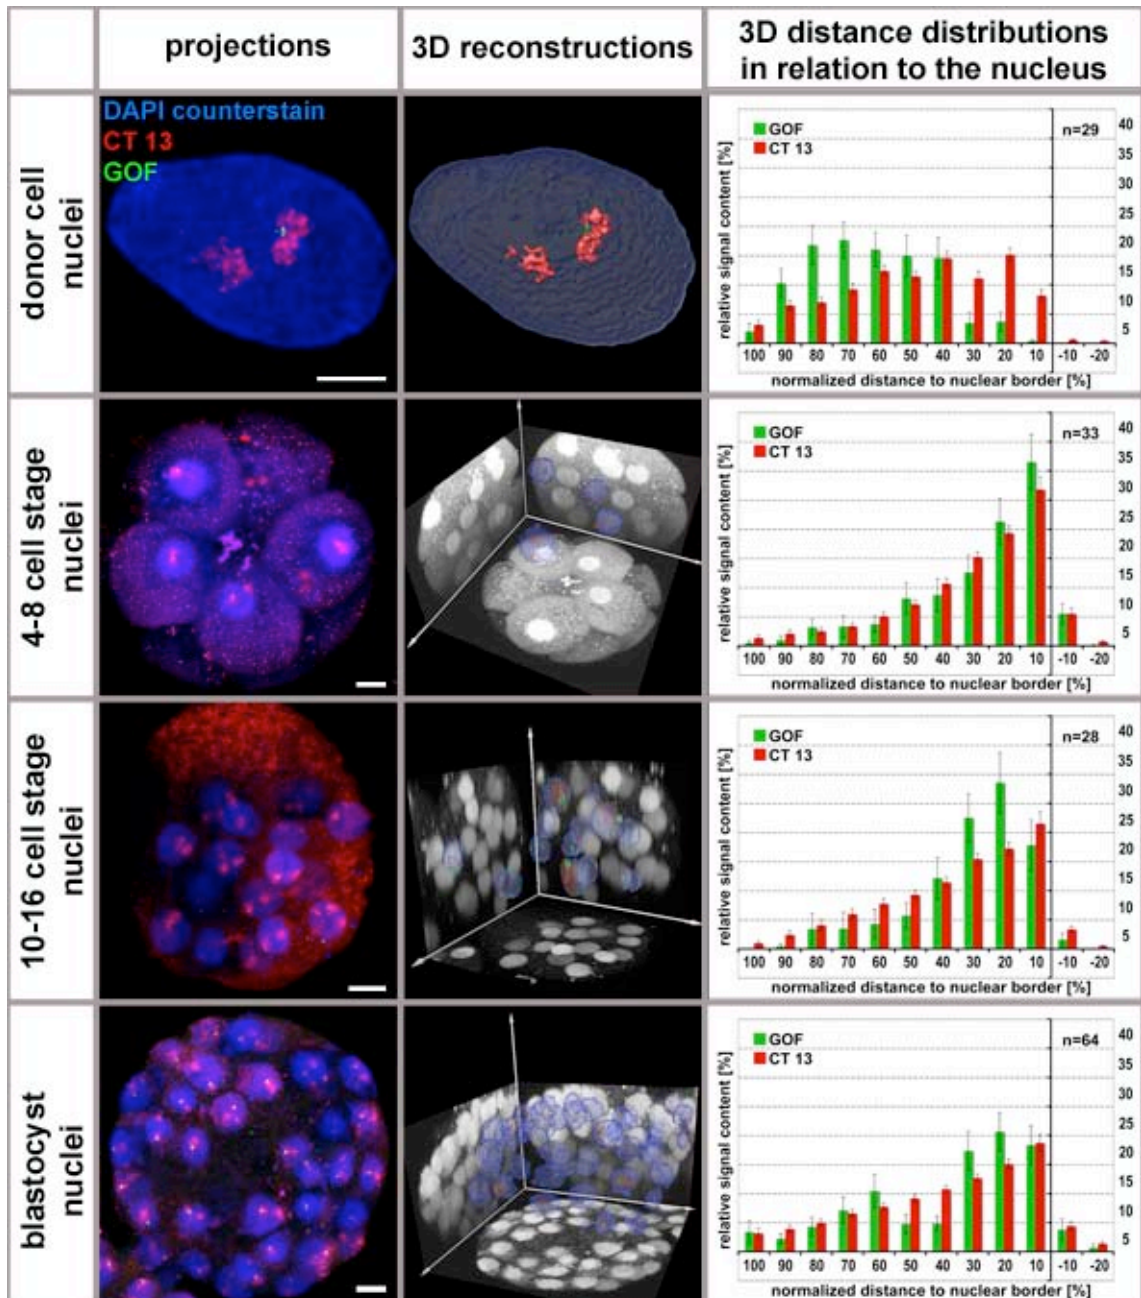 projections
3D reconstructions
3D distance distributions
in relation to the nucleus
donor cell
nuclei
DAPI counterstain
CT 13
GOF
GOF
CT 13
n=29
relative signal content [%]
40
35
30
25
20
15
10
5
100 90 80 70 60 50 40 30 20 10 -10 -20
normalized distance to nuclear border [%]
4-8 cell stage
nuclei
GOF
CT 13
n=33
relative signal content [%]
40
35
30
25
20
15
10
5
100 90 80 70 60 50 40 30 20 10 -10 -20
normalized distance to nuclear border [%]
10-16 cell stage
nuclei
GOF
CT 13
n=28
relative signal content [%]
40
35
30
25
20
15
10
5
100 90 80 70 60 50 40 30 20 10 -10 -20
normalized distance to nuclear border [%]
blastocyst
nuclei
GOF
CT 13
n=64
relative signal content [%]
40
35
30
25
20
15
10
5
100 90 80 70 60 50 40 30 20 10 -10 -20
normalized distance to nuclear border [%]